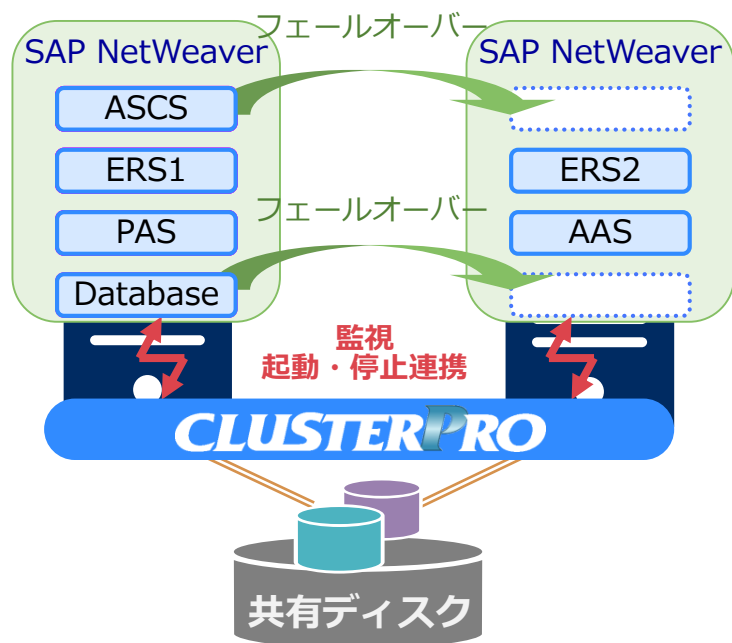 フェールオーバー
SAP NetWeaver
SAP NetWeaver
ASCS
ERS1
ERS2
フェールオーバー
PAS
AAS
Database
監視
起動・停止連携
CLUSTERPRO
共有ディスク